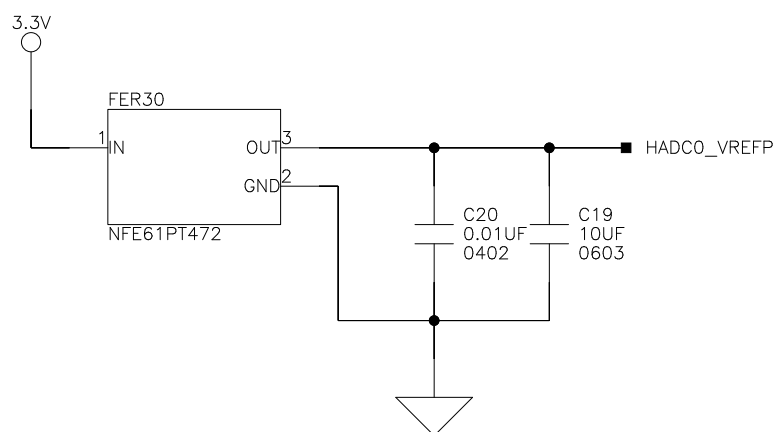 3.3V
FER30
1
IN
OUT
3
HADC0_VREFP
GND
2
NFE61PT472
C20
0.01UF
0402
C19
10UF
0603